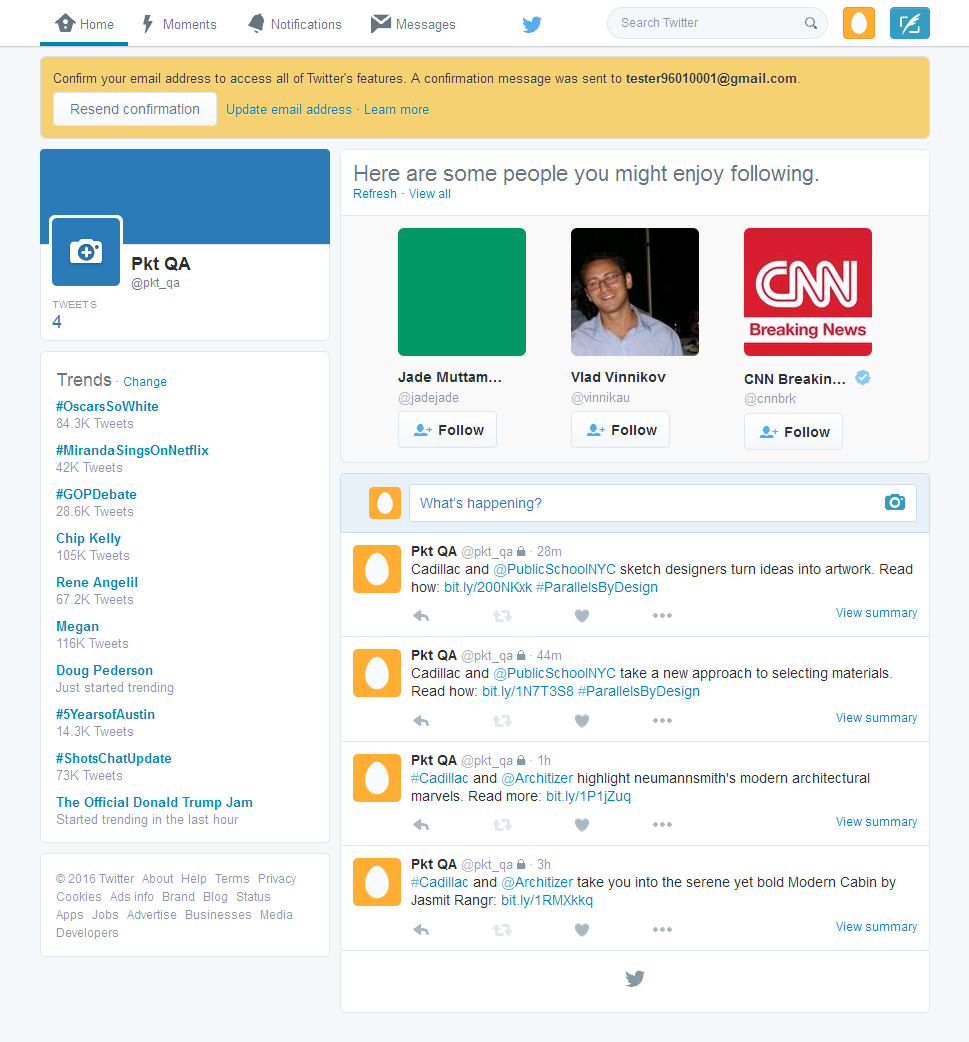 Home Moments Notifications Messages Search Twitter
Confirm your email address to access all of Twitter's features. A confirmation message was sent to tester96010001@gmail.com.
Resend confirmation Update email address · Learn more
Here are some people you might enjoy following.
Refresh · View all
Pkt QA
@pkt_qa
TWEETS
4
CNN
Breaking News
Jade Muttam...
@jadejade
Follow
Vlad Vinnikov
@vinnikau
Follow
CNN Breakin...
@cnnbrk
Follow
Trends · Change
#OscarsSoWhite
84.3K Tweets
#MirandaSingsOnNetflix
42K Tweets
#GOPDebate
28.6K Tweets
Chip Kelly
105K Tweets
Rene Angelil
67.2K Tweets
Megan
116K Tweets
Doug Pederson
Just started trending
#5YearsofAustin
14.3K Tweets
#ShotsChatUpdate
73K Tweets
The Official Donald Trump Jam
Started trending in the last hour
© 2016 Twitter About Help Terms Privacy
Cookies Ads info Brand Blog Status
Apps Jobs Advertise Businesses Media
Developers
What's happening?
Pkt QA @pkt_qa · 28m
Cadillac and @PublicSchoolNYC sketch designers turn ideas into artwork. Read
how: bit.ly/200NKxk #ParallelsByDesign
View summary
Pkt QA @pkt_qa · 44m
Cadillac and @PublicSchoolNYC take a new approach to selecting materials.
Read how: bit.ly/1N7T3S8 #ParallelsByDesign
View summary
Pkt QA @pkt_qa · 1h
#Cadillac and @Architizer highlight neumannsmith's modern architectural
marvels. Read more: bit.ly/1P1jZuq
View summary
Pkt QA @pkt_qa · 3h
#Cadillac and @Architizer take you into the serene yet bold Modern Cabin by
Jasmit Rangr: bit.ly/1RMXkkq
View summary